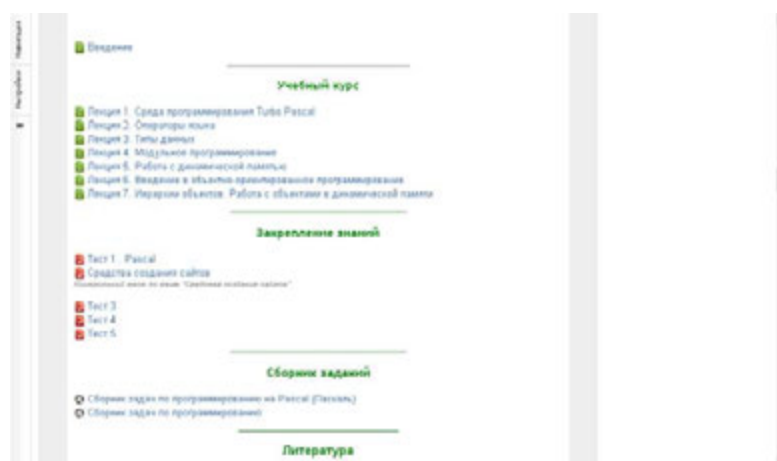 Навигация
Настройки
Введение
Учебный курс
Лекция 1. Среда программирования Turbo Pascal
Лекция 2. Операторы языка
Лекция 3. Типы данных
Лекция 4. Модульное программирование
Лекция 5. Работа с динамической памятью
Лекция 6. Введение в объектно-ориентированное программирование
Лекция 7. Иерархии объектов. Работа с объектами в динамической памяти
Закрепление знаний
Тест 1. Pascal
Средства создания сайтов
Тест 3
Тест 4
Тест 5
Сборник заданий
Сборник задач по программированию на Pascal (Паскаль)
Сборник задач по программированию
Литература